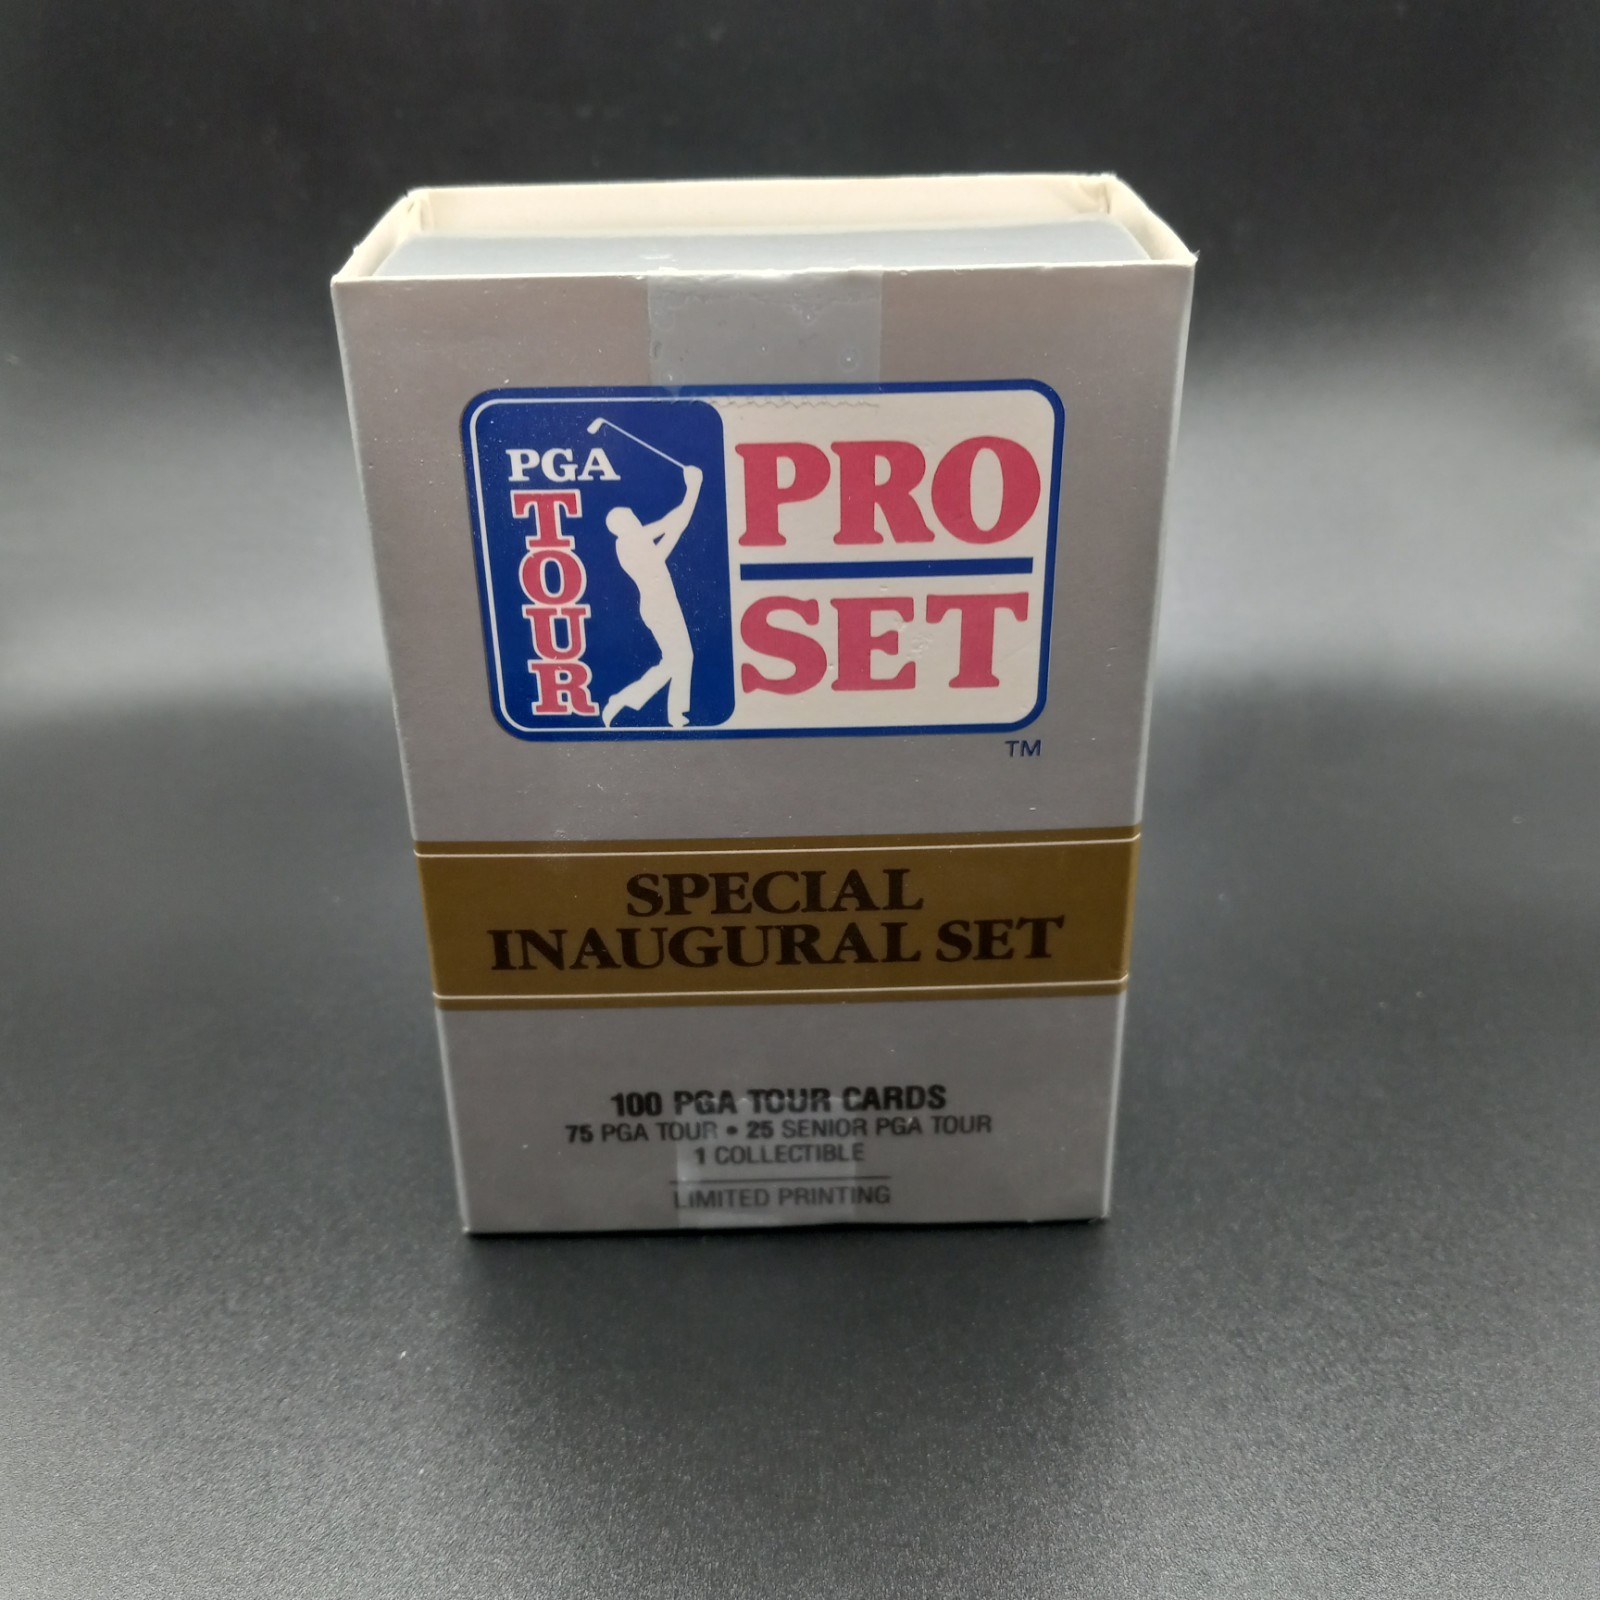 PGA
TOUR
PRO
SET
TM
SPECIAL
INAUGURAL SET
100 PGA TOUR CARDS
75 PGA TOUR • 25 SENIOR PGA TOUR
1 COLLECTIBLE
LIMITED PRINTING